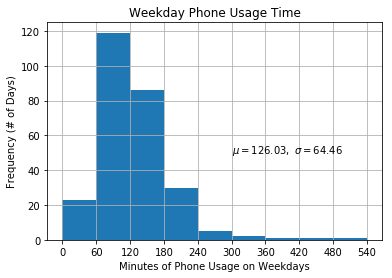 Weekday Phone Usage Time
120
100
80
60
40
20
0
Frequency (# of Days)
μ = 126.03, σ = 64.46
0 60 120 180 240 300 360 420 480 540
Minutes of Phone Usage on Weekdays